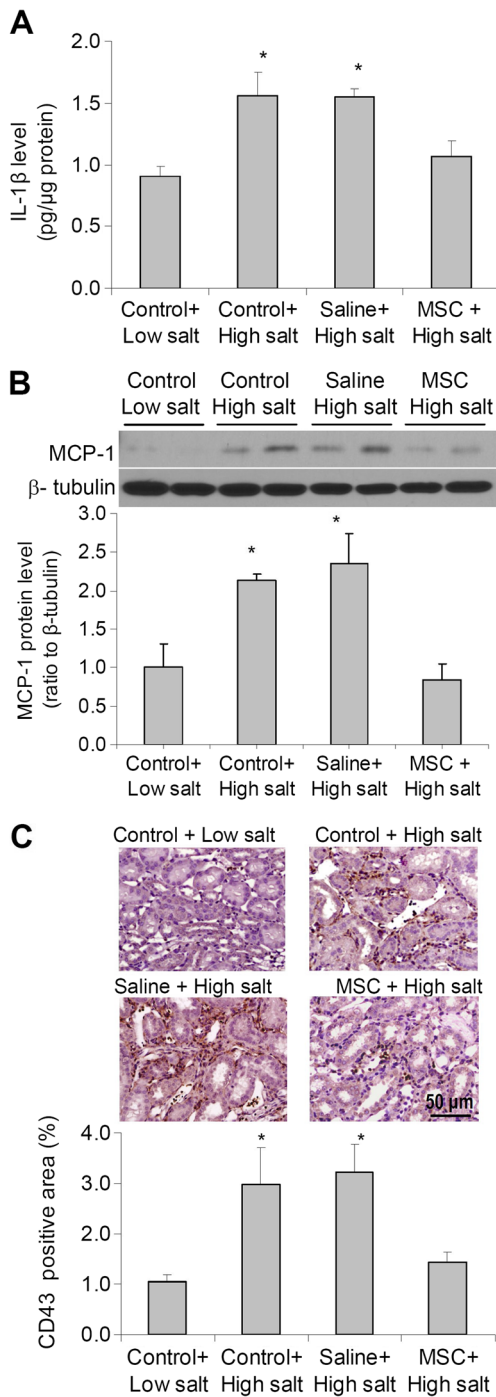 A
IL-1β level
(pg/µg protein)
2.0
1.5
1.0
0.5
0.0
*
*
Control+
Low salt
Control+
High salt
Saline+
High salt
MSC +
High salt
B
Control
Low salt
Control
High salt
Saline
High salt
MSC
High salt
MCP-1
β- tubulin
MCP-1 protein level
(ratio to β-tubulin)
3.0
2.5
2.0
1.5
1.0
0.5
0.0
*
*
Control+
Low salt
Control+
High salt
Saline+
High salt
MSC +
High salt
C
Control + Low salt
Control + High salt
Saline + High salt
MSC + High salt
50 µm
CD43 positive area (%)
4.0
3.0
2.0
1.0
0.0
*
*
Control+
Low salt
Control+
High salt
Saline+
High salt
MSC+
High salt